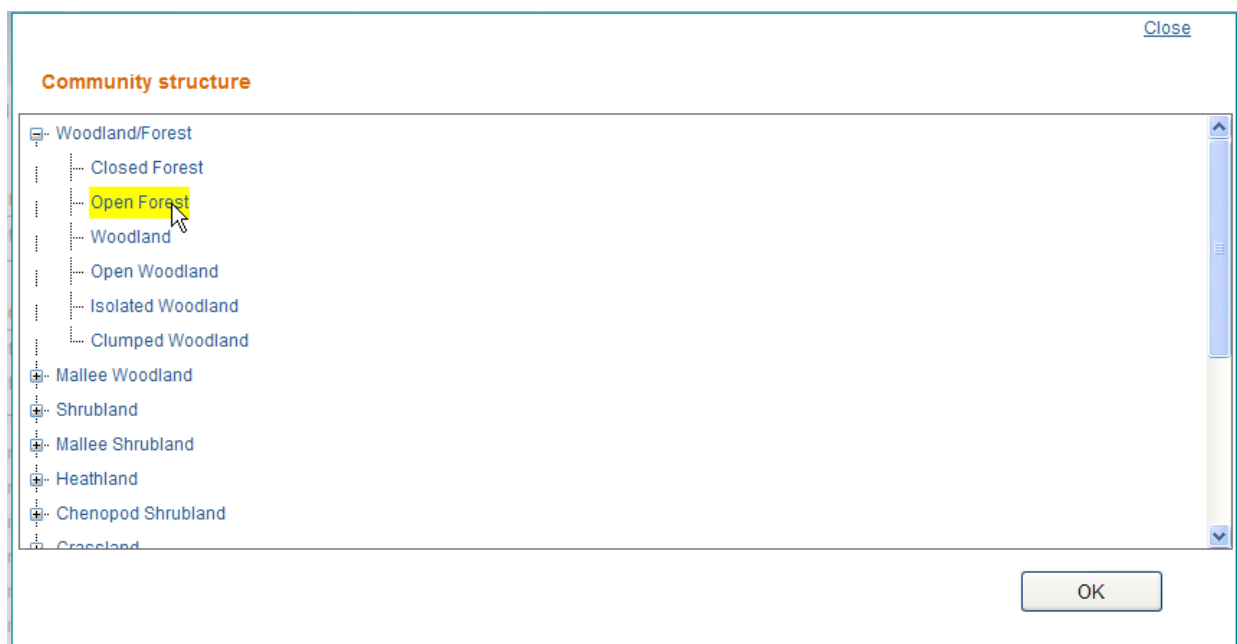 Close
Community structure
Woodland/Forest
Closed Forest
Open Forest
Woodland
Open Woodland
Isolated Woodland
Clumped Woodland
Mallee Woodland
Shrubland
Mallee Shrubland
Heathland
Chenopod Shrubland
Grassland
OK